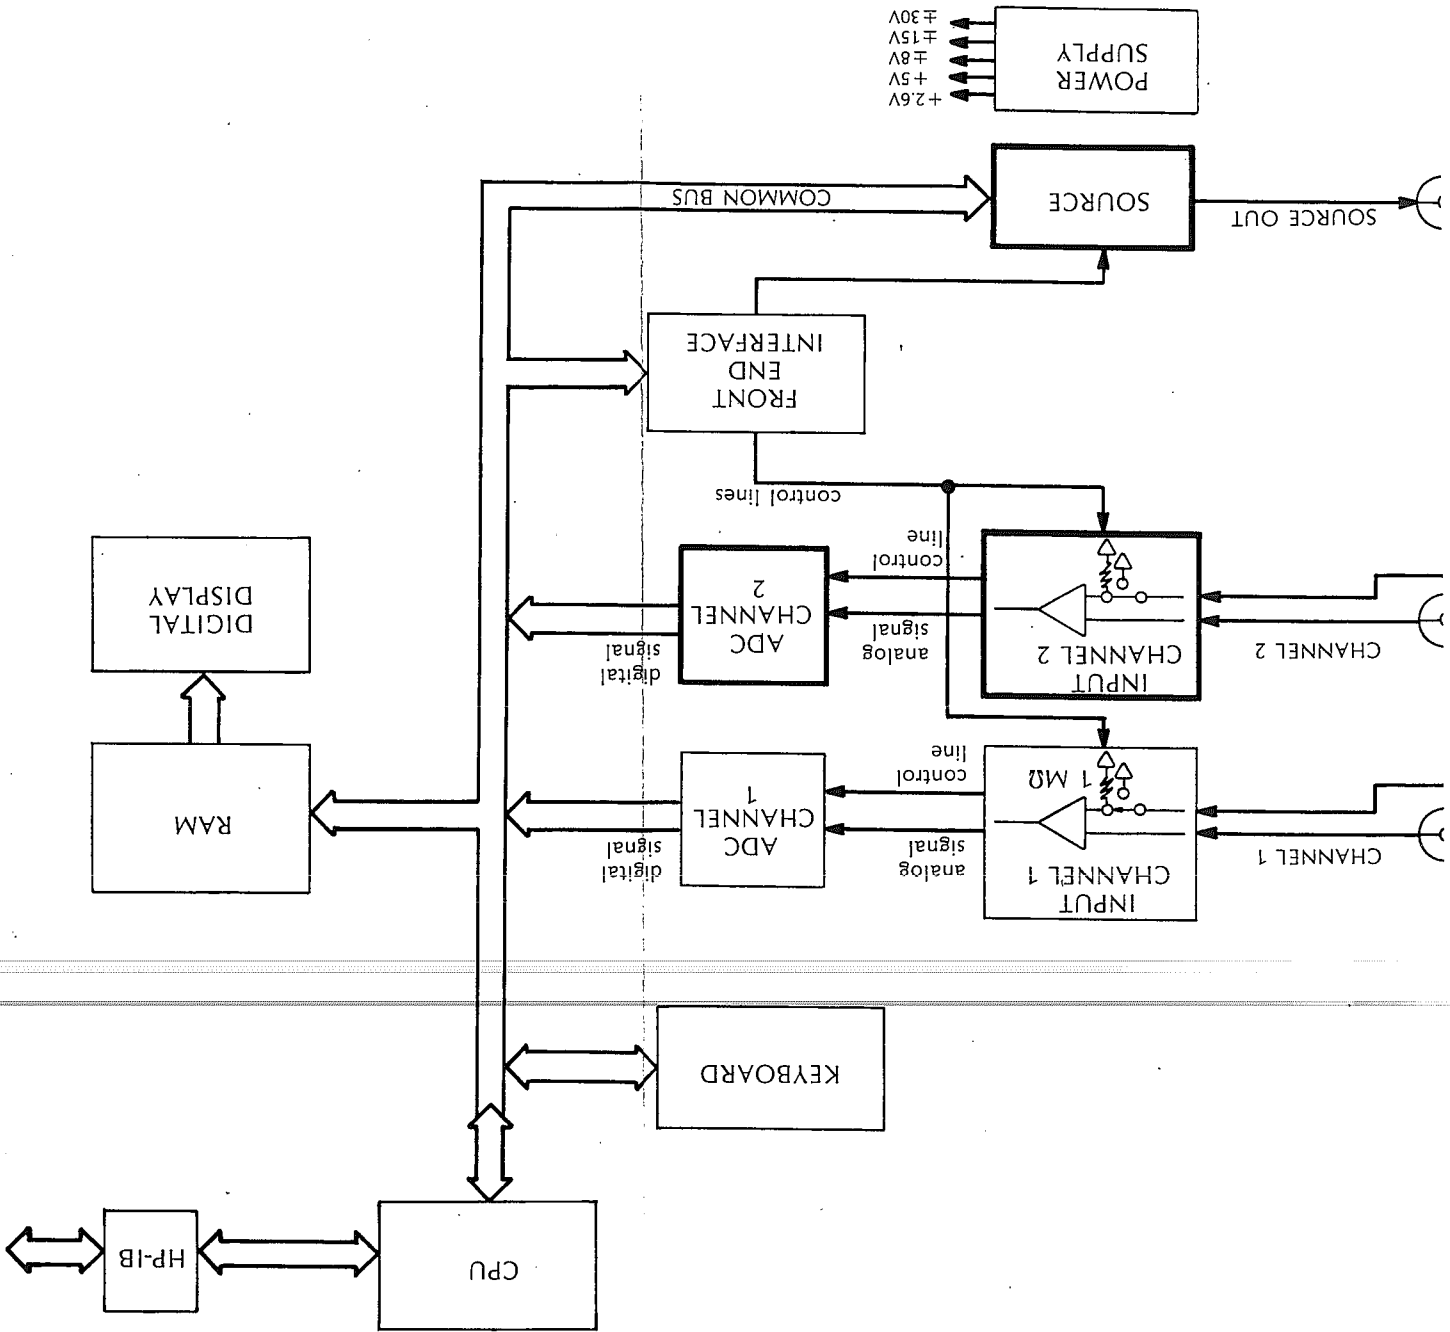 CPU
HP-IB
KEYBOARD
INPUT
CHANNEL 1
1 MΩ
CHANNEL 1
analog
signal
control
line
ADC
CHANNEL
1
digital
signal
RAM
INPUT
CHANNEL 2
CHANNEL 2
analog
signal
control
line
ADC
CHANNEL
2
digital
signal
DIGITAL
DISPLAY
control lines
FRONT
END
INTERFACE
SOURCE OUT
SOURCE
COMMON BUS
POWER
SUPPLY
+2.6V
+5V
±8V
±15V
±30V